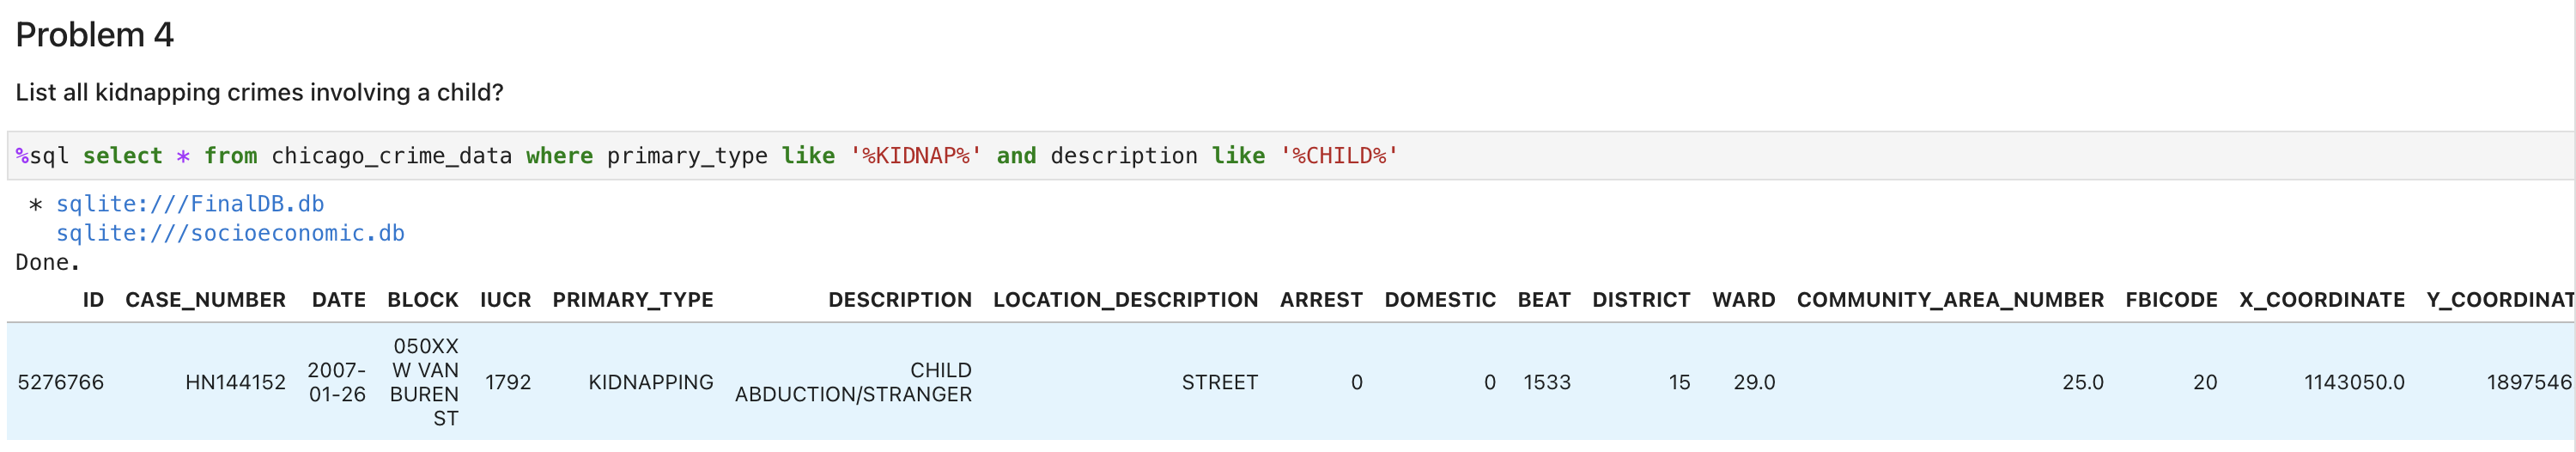 Problem 4
List all kidnapping crimes involving a child?
%sql select * from chicago_crime_data where primary_type like '%KIDNAP%' and description like '%CHILD%'
* sqlite:///FinalDB.db
sqlite:///socioeconomic.db
Done.
ID CASE_NUMBER DATE BLOCK IUCR PRIMARY_TYPE DESCRIPTION LOCATION_DESCRIPTION ARREST DOMESTIC BEAT DISTRICT WARD COMMUNITY_AREA_NUMBER FBICODE X_COORDINATE Y_COORDINAT
5276766 HN144152 2007-01-26 050XX W VAN BUREN ST 1792 KIDNAPPING CHILD ABDUCTION/STRANGER STREET 0 0 1533 15 29.0 25.0 20 1143050.0 1897546